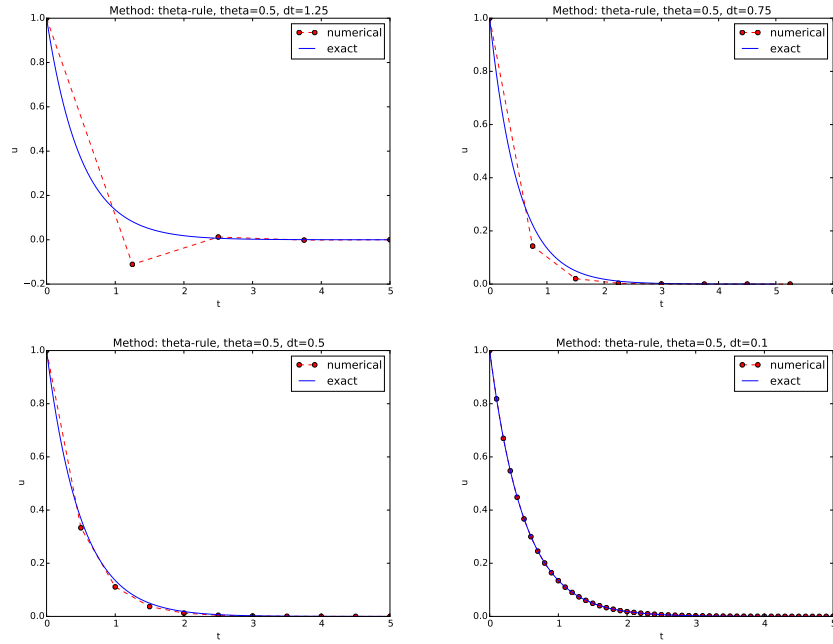 Method: theta-rule, theta=0.5, dt=1.25
1.0
0.8
0.6
0.4
0.2
0.0
−0.2
u
0
1
2
3
4
5
t
numerical
exact
Method: theta-rule, theta=0.5, dt=0.75
1.0
0.8
0.6
0.4
0.2
0.0
u
0
1
2
3
4
5
6
t
numerical
exact
Method: theta-rule, theta=0.5, dt=0.5
1.0
0.8
0.6
0.4
0.2
0.0
u
0
1
2
3
4
5
t
numerical
exact
Method: theta-rule, theta=0.5, dt=0.1
1.0
0.8
0.6
0.4
0.2
0.0
u
0
1
2
3
4
5
t
numerical
exact